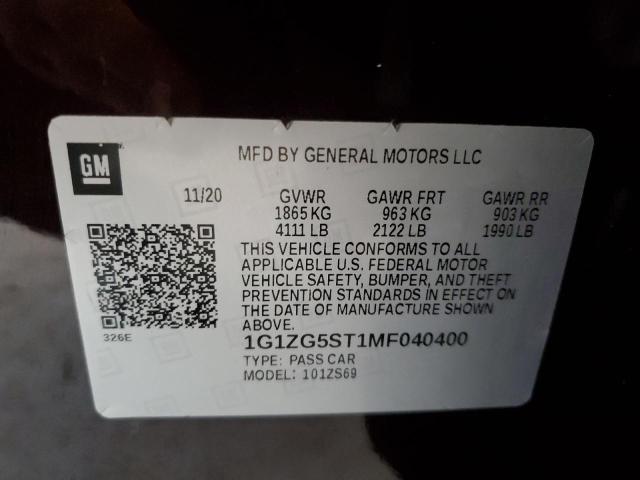 GM
MFD BY GENERAL MOTORS LLC
11/20 GVWR GAWR FRT GAWR RR
1865 KG 963 KG 903 KG
4111 LB 2122 LB 1990 LB
THIS VEHICLE CONFORMS TO ALL
APPLICABLE U.S. FEDERAL MOTOR
VEHICLE SAFETY, BUMPER, AND THEFT
PREVENTION STANDARDS IN EFFECT ON
THE DATE OF MANUFACTURE SHOWN
ABOVE.
326E
1G1ZG5ST1MF040400
TYPE: PASS CAR
MODEL: 101ZS69